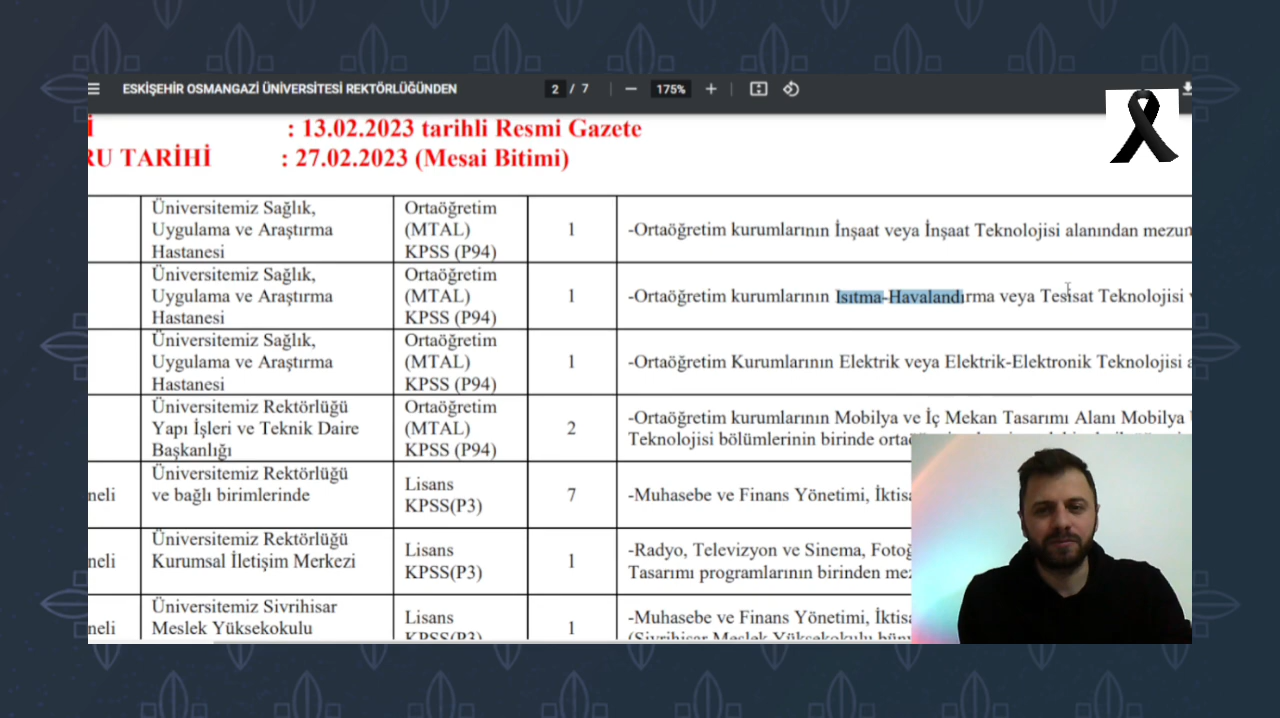 ESKİŞEHİR OSMANGAZİ ÜNİVERSİTESİ REKTÖRLÜĞÜNDEN 2 / 7 175%
: 13.02.2023 tarihli Resmi Gazete
RU TARİHİ : 27.02.2023 (Mesai Bitimi)
Üniversitemiz Sağlık,
Uygulama ve Araştırma
Hastanesi
Ortaöğretim
(MTAL)
KPSS (P94)
1
-Ortaöğretim kurumlarının İnşaat veya İnşaat Teknolojisi alanından mezun
Üniversitemiz Sağlık,
Uygulama ve Araştırma
Hastanesi
Ortaöğretim
(MTAL)
KPSS (P94)
1
-Ortaöğretim kurumlarının Isıtma-Havalandırma veya Tesisat Teknolojisi
Üniversitemiz Sağlık,
Uygulama ve Araştırma
Hastanesi
Ortaöğretim
(MTAL)
KPSS (P94)
1
-Ortaöğretim Kurumlarının Elektrik veya Elektrik-Elektronik Teknolojisi
Üniversitemiz Rektörlüğü
Yapı İşleri ve Teknik Daire
Başkanlığı
Ortaöğretim
(MTAL)
KPSS (P94)
2
-Ortaöğretim kurumlarının Mobilya ve İç Mekan Tasarımı Alanı Mobilya
Teknolojisi bölümlerinin birinde
neli
Üniversitemiz Rektörlüğü
ve bağlı birimlerinde
Lisans
KPSS(P3)
7
-Muhasebe ve Finans Yönetimi, İktisa
neli
Üniversitemiz Rektörlüğü
Kurumsal İletişim Merkezi
Lisans
KPSS(P3)
1
-Radyo, Televizyon ve Sinema, Fotoğ
Tasarımı programlarının birinden me
neli
Üniversitemiz Sivrihisar
Meslek Yüksekokulu
Lisans
KPSS(P3)
1
-Muhasebe ve Finans Yönetimi, İktisa
(Sivrihisar Meslek Yüksekokulu